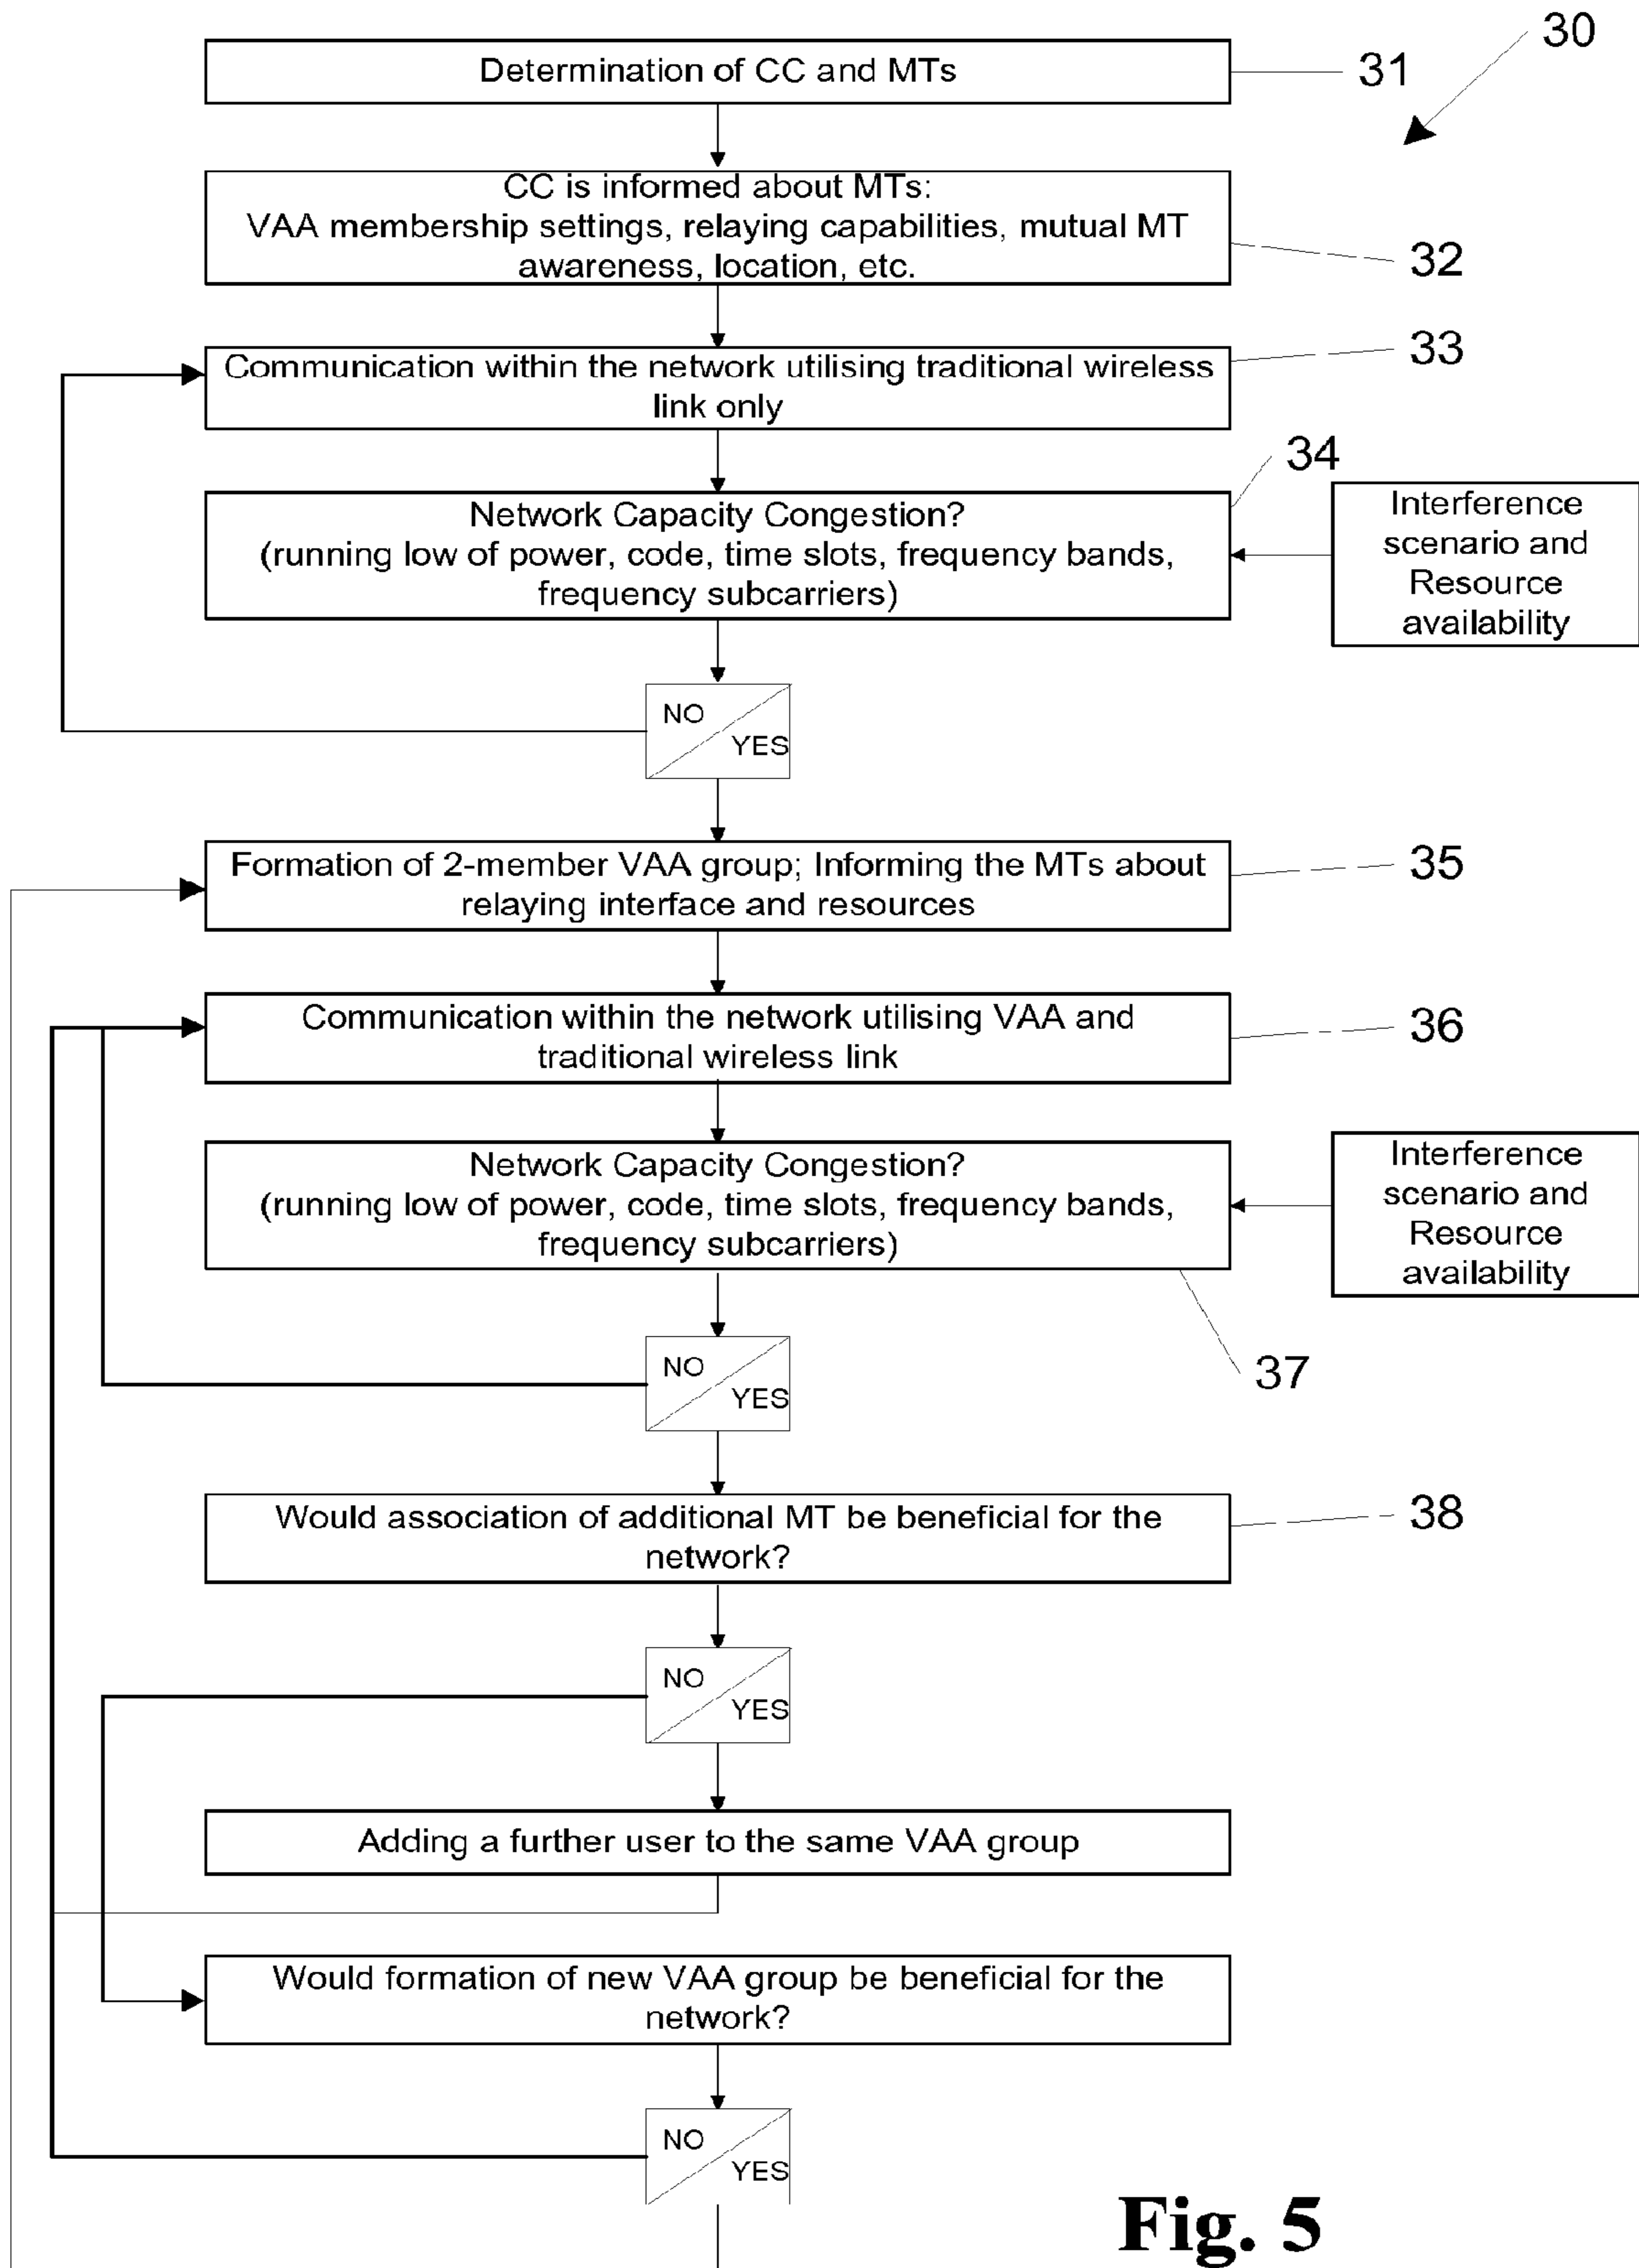 30
Determination of CC and MTs
31
CC is informed about MTs:
VAA membership settings, relaying capabilities, mutual MT
awareness, location, etc.
32
Communication within the network utilising traditional wireless
link only
33
34
Network Capacity Congestion?
(running low of power, code, time slots, frequency bands,
frequency subcarriers)
Interference
scenario and
Resource
availability
NO
YES
Formation of 2-member VAA group; Informing the MTs about
relaying interface and resources
35
Communication within the network utilising VAA and
traditional wireless link
36
Network Capacity Congestion?
(running low of power, code, time slots, frequency bands,
frequency subcarriers)
Interference
scenario and
Resource
availability
37
NO
YES
Would association of additional MT be beneficial for the
network?
38
NO
YES
Adding a further user to the same VAA group
Would formation of new VAA group be beneficial for the
network?
NO
YES
Fig. 5